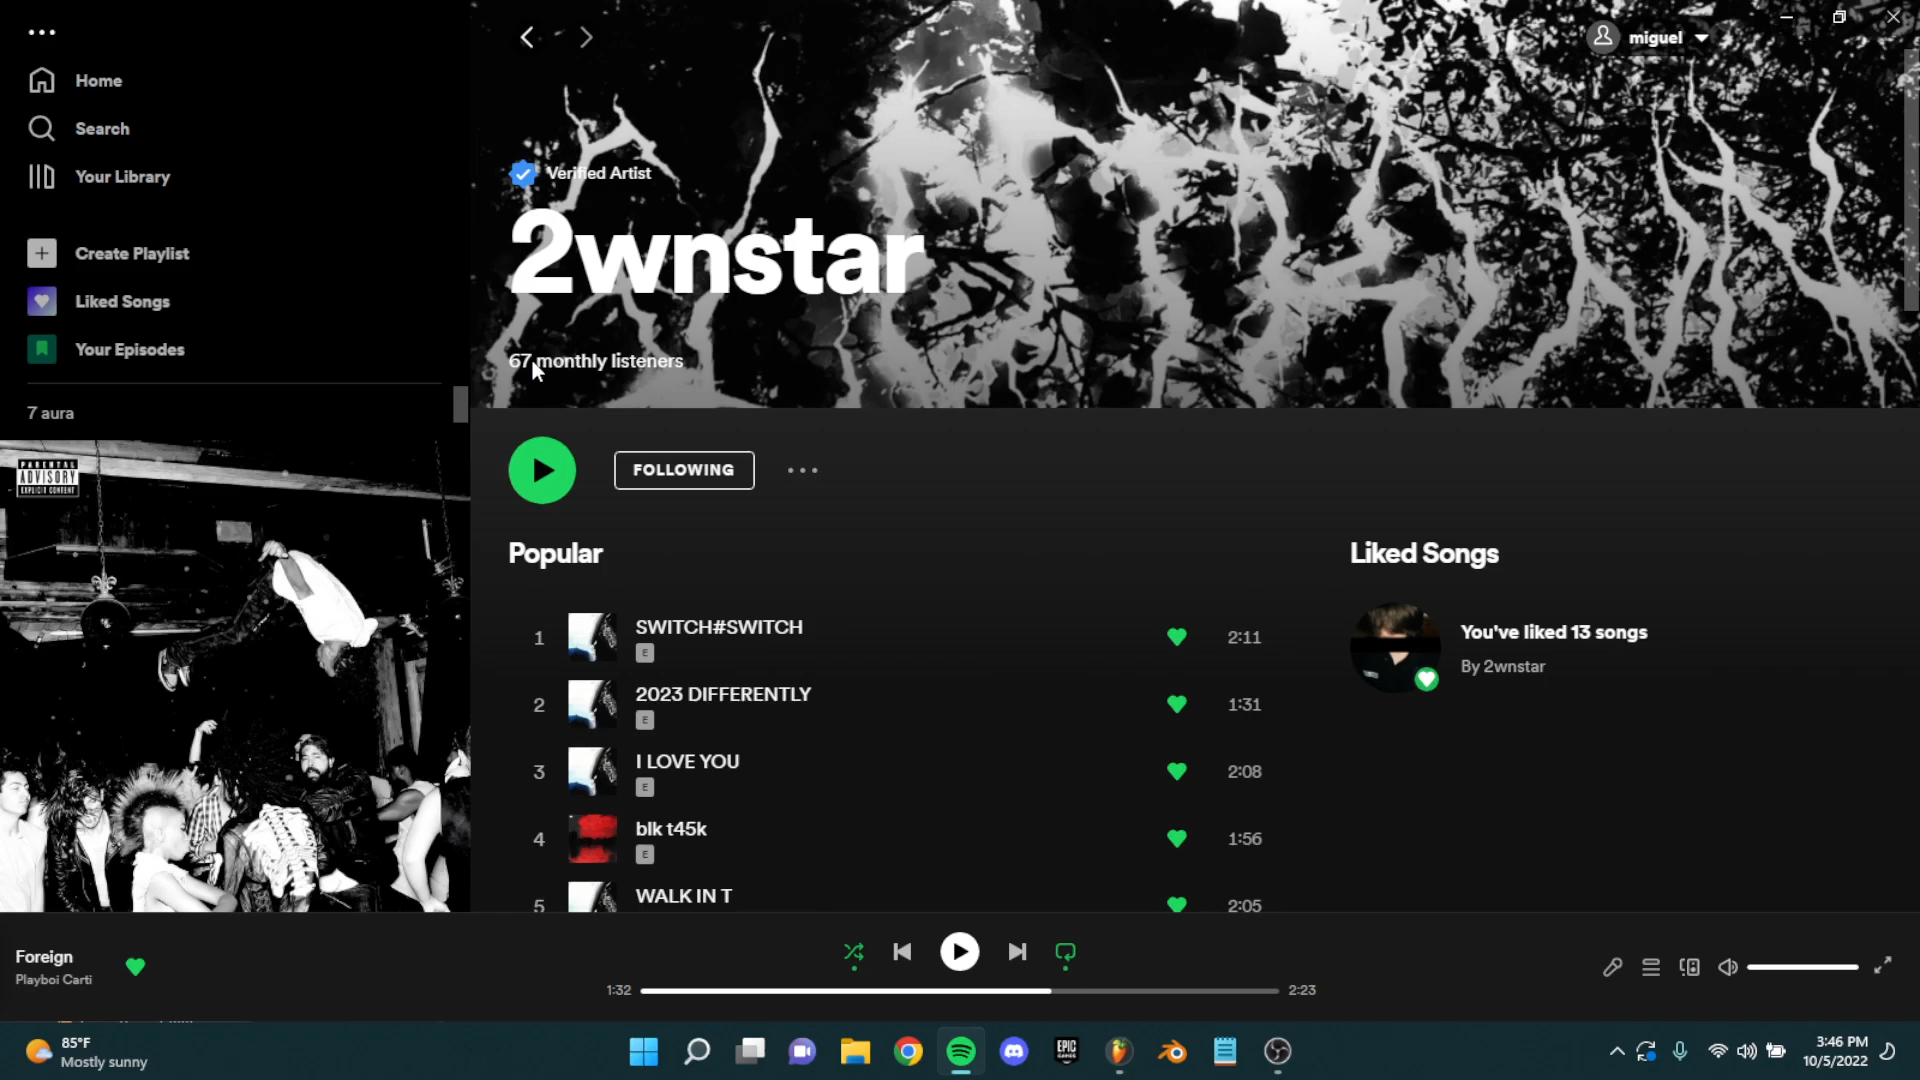 Home
Search
Your Library
Create Playlist
Liked Songs
Your Episodes
7 aura
PARENTAL
ADVISORY
EXPLICIT CONTENT
miguel
Verified Artist
2wnstar
67 monthly listeners
FOLLOWING
Popular
1 SWITCH#SWITCH 2:11
E
2 2023 DIFFERENTLY 1:31
E
3 I LOVE YOU 2:08
E
4 blk t45k 1:56
E
5 WALK IN T 2:05
Liked Songs
You've liked 13 songs
By 2wnstar
Foreign
Playboi Carti
1:32
2:23
85°F
Mostly sunny
EPIC
GAMES
3:46 PM
10/5/2022